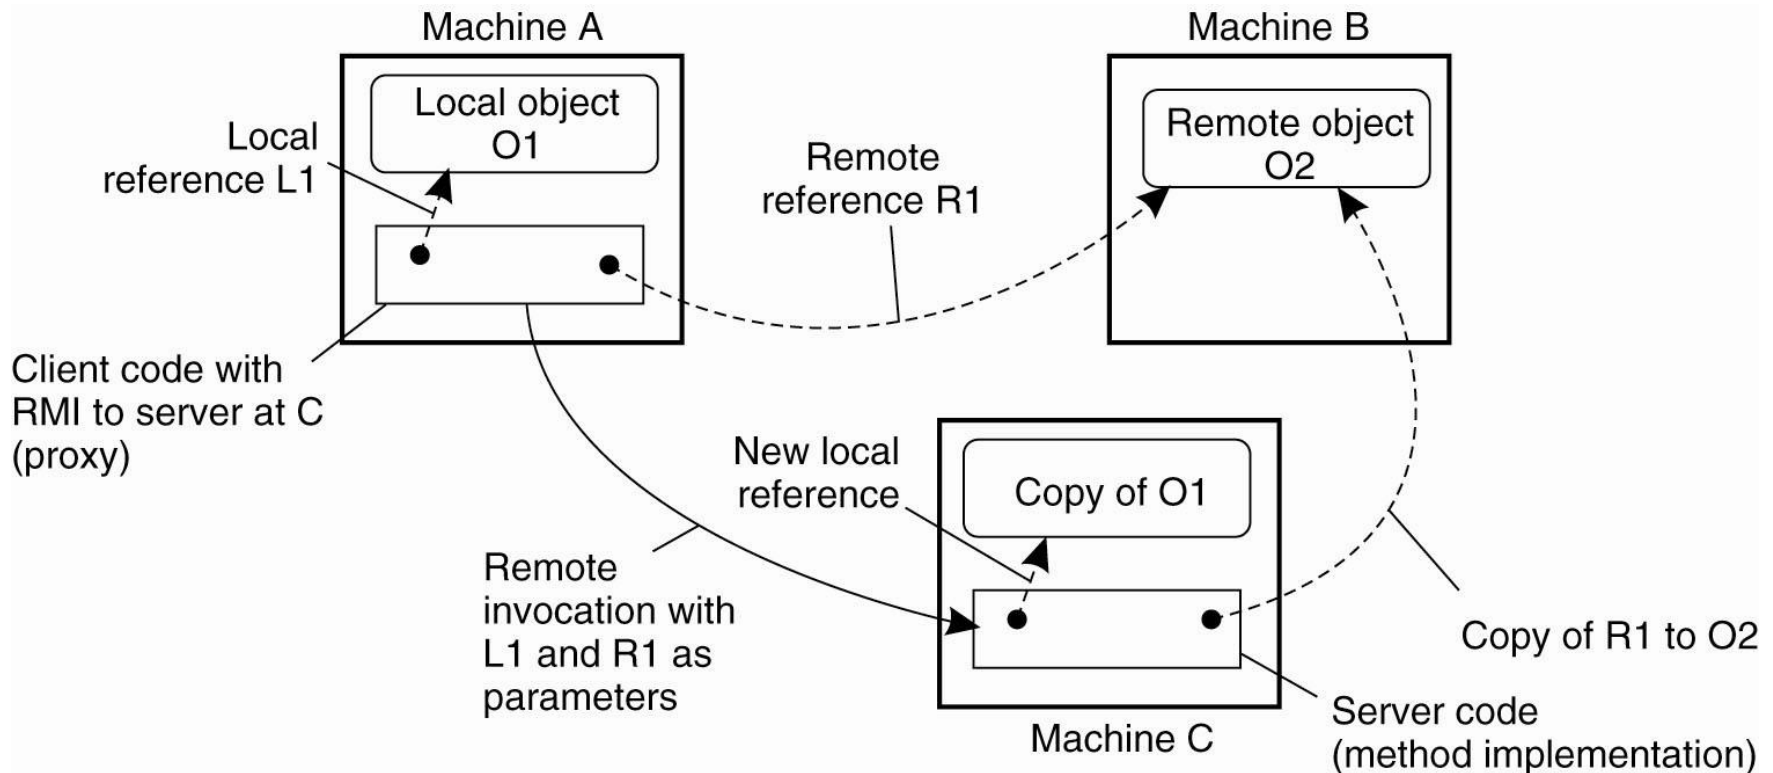 Machine A
Machine B
Local object
O1
Remote object
O2
Local
reference L1
Remote
reference R1
Client code with
RMI to server at C
(proxy)
New local
reference
Copy of O1
Remote
invocation with
L1 and R1 as
parameters
Copy of R1 to O2
Server code
(method implementation)
Machine C